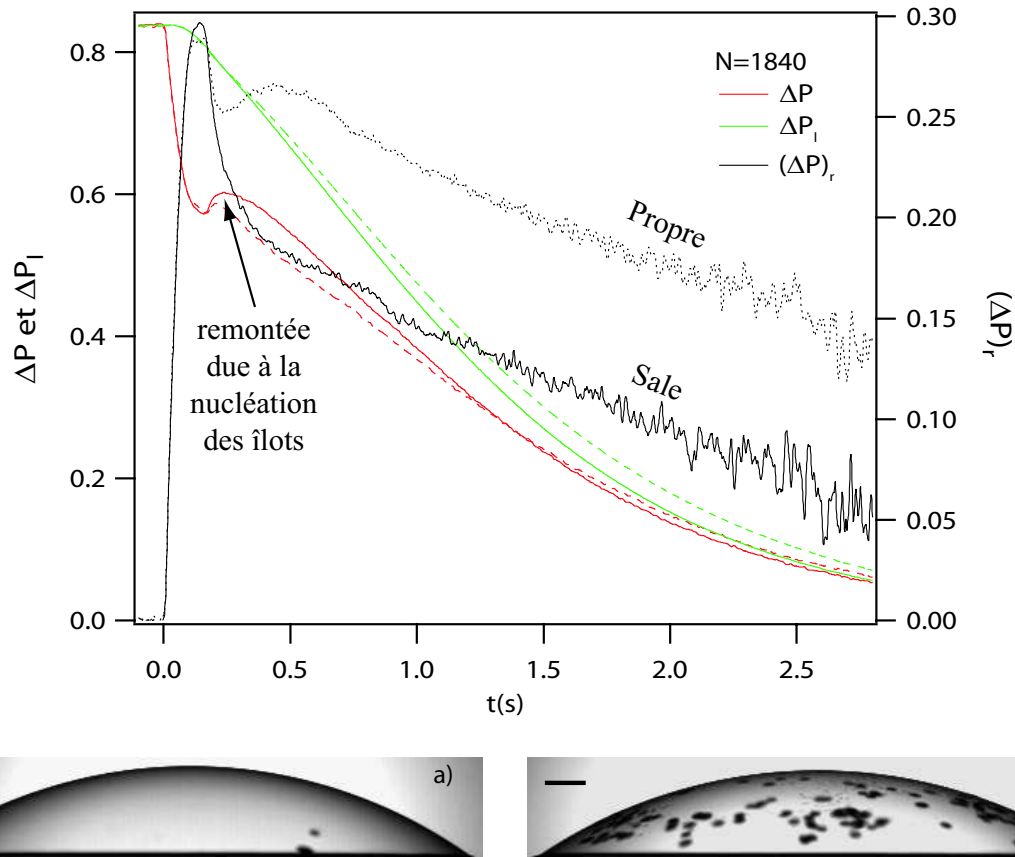 0.8
0.6
0.4
0.2
0.0
ΔP et ΔP_l
0.30
0.25
0.20
0.15
0.10
0.05
0.00
(ΔP)_r
N=1840
ΔP
ΔP_l
(ΔP)_r
Propre
Sale
remontée
due à la
nucléation
des îlots
0.0 0.5 1.0 1.5 2.0 2.5
t(s)
a)